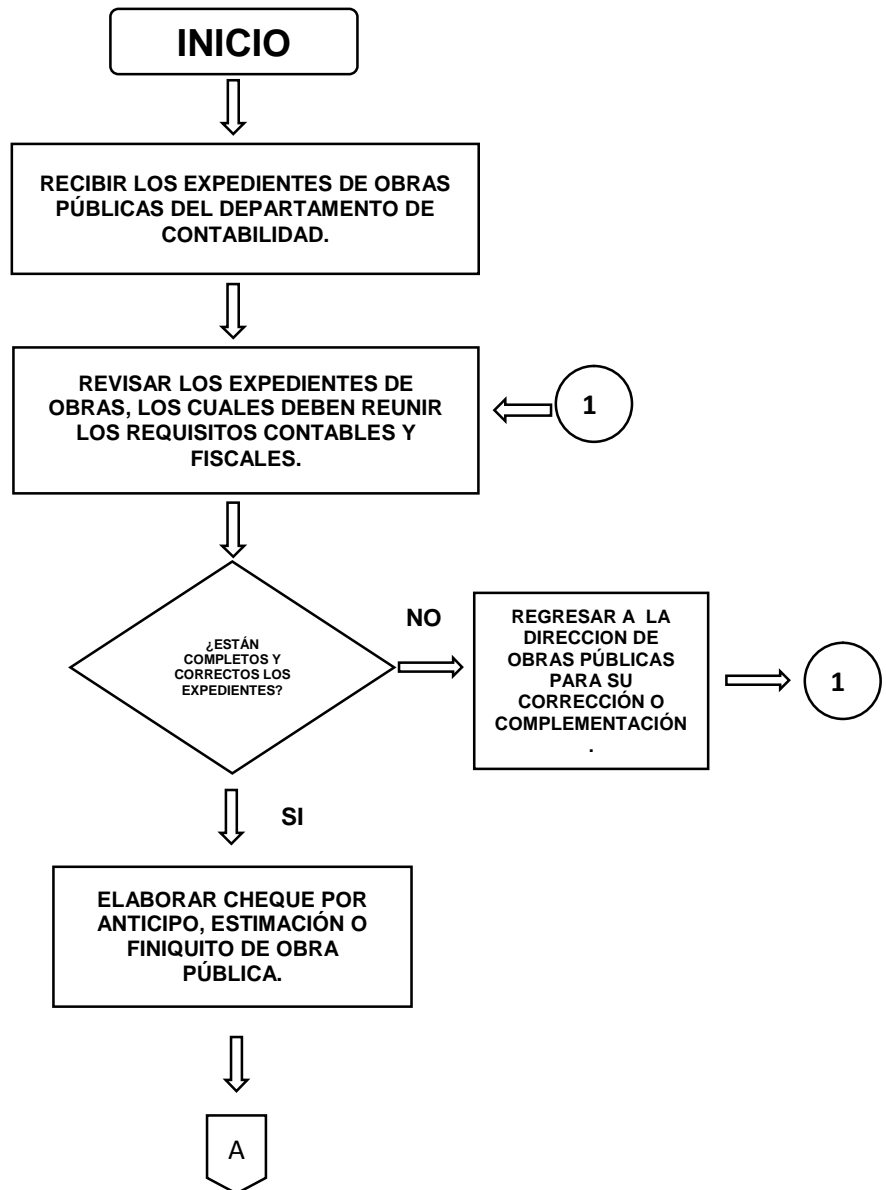 INICIO
RECIBIR LOS EXPEDIENTES DE OBRAS
PÚBLICAS DEL DEPARTAMENTO DE
CONTABILIDAD.
REVISAR LOS EXPEDIENTES DE
OBRAS, LOS CUALES DEBEN REUNIR
LOS REQUISITOS CONTABLES Y
FISCALES.
1
¿ESTÁN
COMPLETOS Y
CORRECTOS LOS
EXPEDIENTES?
NO
REGRESAR A LA
DIRECCION DE
OBRAS PÚBLICAS
PARA SU
CORRECCIÓN O
COMPLEMENTACIÓN
.
1
SI
ELABORAR CHEQUE POR
ANTICIPO, ESTIMACIÓN O
FINIQUITO DE OBRA
PÚBLICA.
A